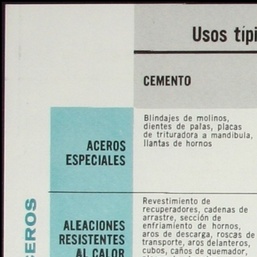 Usos típi
CEMENTO
ACEROS
ESPECIALES
Blindajes de molinos,
dientes de palas, placas
de trituradora a mandíbula,
llantas de hornos
CEROS
ALEACIONES
RESISTENTES
AL CALOR
Revestimiento de
recuperadores, cadenas de
arrastre, sección de
enfriamiento de hornos,
aros de descarga, roscas de
transporte, aros delanteros,
cubos, caños de quemador,